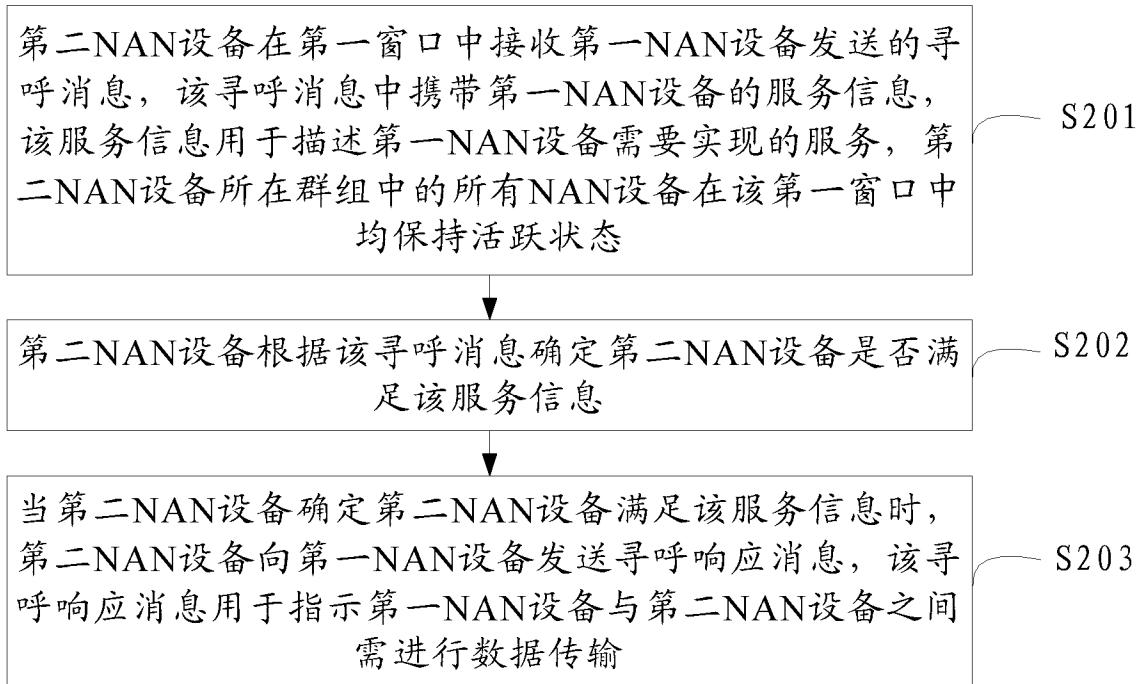 第二NAN设备在第一窗口中接收第一NAN设备发送的寻
呼消息，该寻呼消息中携带第一NAN设备的服务信息，
该服务信息用于描述第一NAN设备需要实现的服务，第
二NAN设备所在群组中的所有NAN设备在该第一窗口中
均保持活跃状态
S201
第二NAN设备根据该寻呼消息确定第二NAN设备是否满
足该服务信息
S202
当第二NAN设备确定第二NAN设备满足该服务信息时，
第二NAN设备向第一NAN设备发送寻呼响应消息，该寻
呼响应消息用于指示第一NAN设备与第二NAN设备之间
需进行数据传输
S203